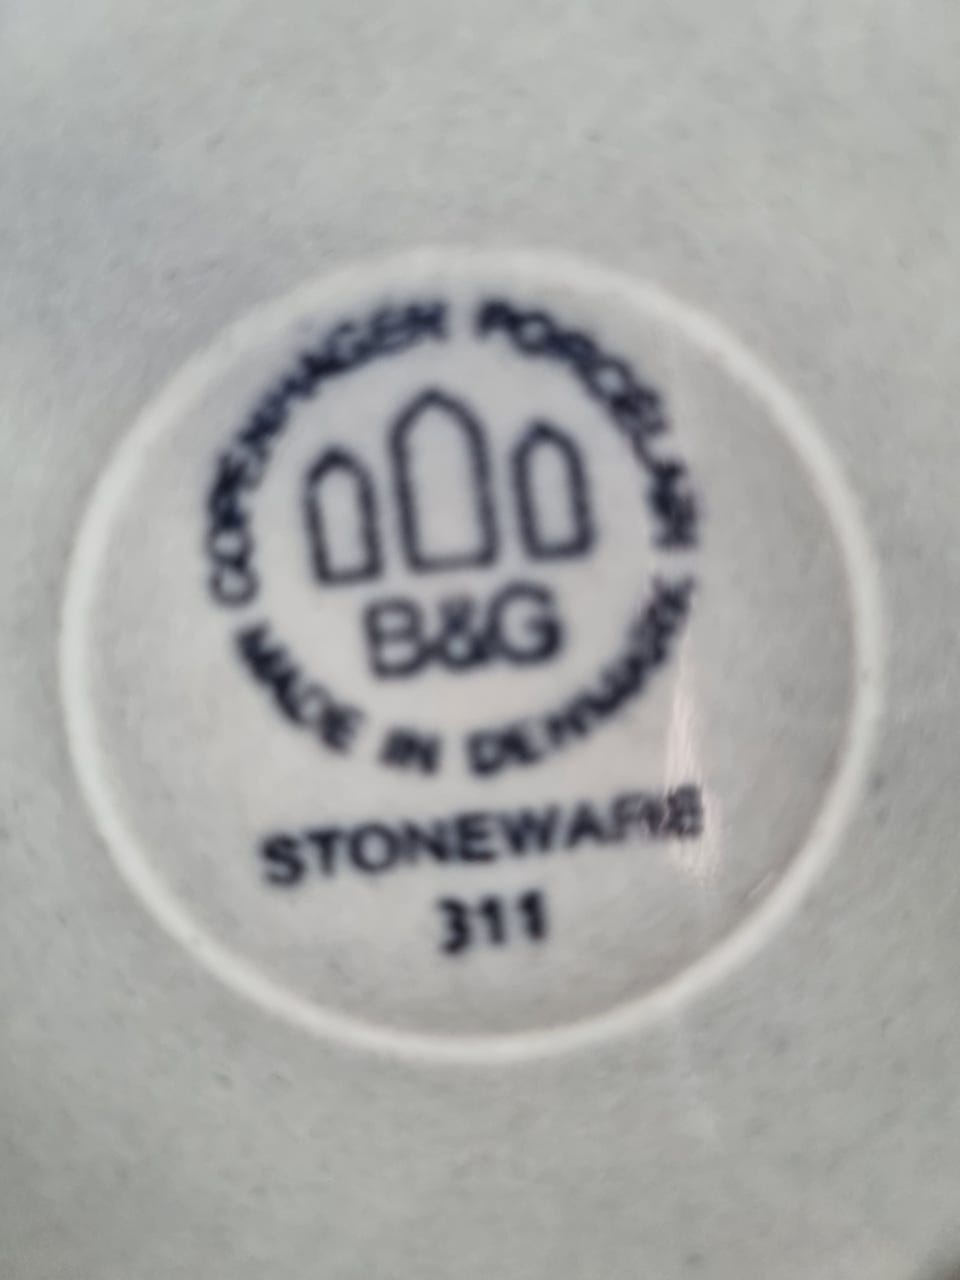 COPENHAGEN PORCELAIN
B&G
MADE IN DENMARK
STONEWARE
311